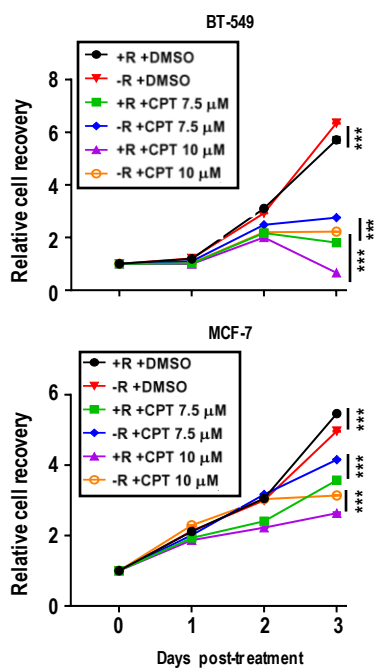 BT-549
Relative cell recovery
8
6
4
2
0
+R +DMSO
-R +DMSO
+R +CPT 7.5 μM
-R +CPT 7.5 μM
+R +CPT 10 μM
-R +CPT 10 μM
***
***
***
MCF-7
Relative cell recovery
6
4
2
0
+R +DMSO
-R +DMSO
+R +CPT 7.5 μM
-R +CPT 7.5 μM
+R +CPT 10 μM
-R +CPT 10 μM
***
***
***
0 1 2 3
Days post-treatment